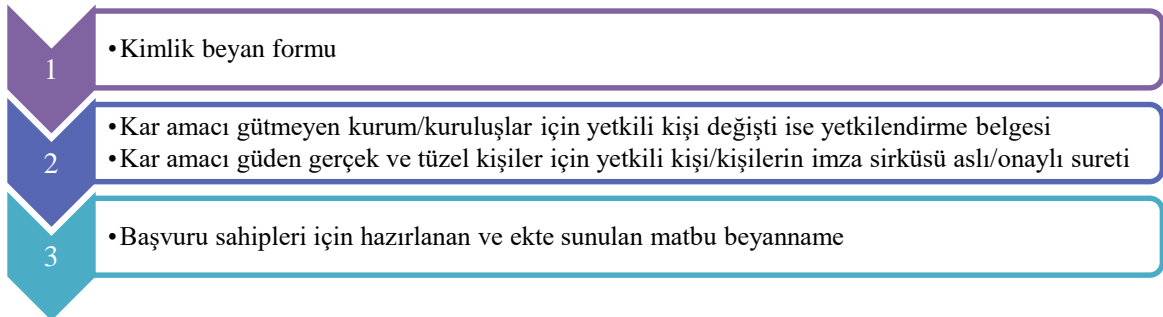 1
•Kimlik beyan formu
2
•Kar amacı gütmeyen kurum/kuruluşlar için yetkili kişi değişti ise yetkilendirme belgesi
•Kar amacı güden gerçek ve tüzel kişiler için yetkili kişi/kişilerin imza sirküsü aslı/onaylı sureti
3
•Başvuru sahipleri için hazırlanan ve ekte sunulan matbu beyanname